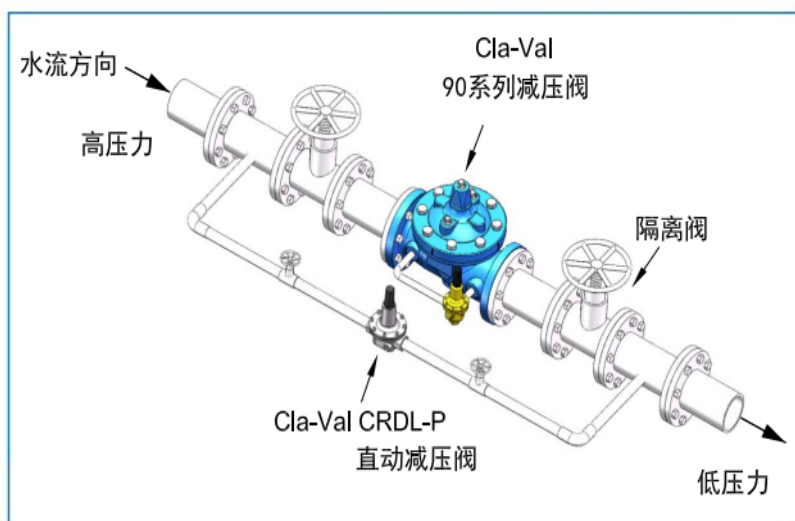 Cla-Val
90系列减压阀
水流方向
高压力
隔离阀
Cla-Val CRDL-P
直动减压阀
低压力